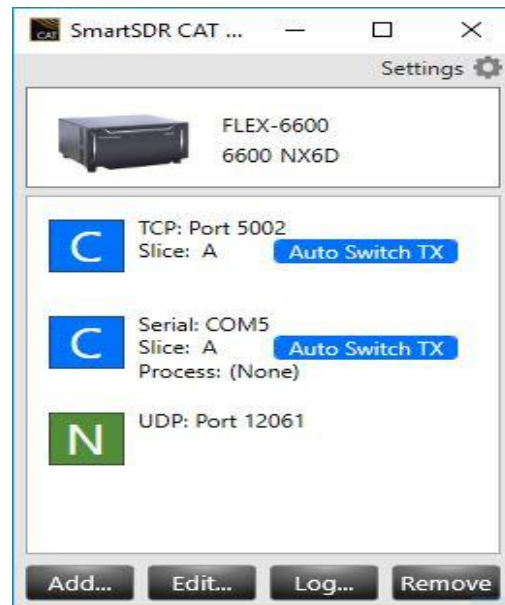 CAT SmartSDR CAT ...
Settings
FLEX-6600
6600 NX6D
C
TCP: Port 5002
Slice: A Auto Switch TX
C
Serial: COM5
Slice: A Auto Switch TX
Process: (None)
N
UDP: Port 12061
Add... Edit... Log... Remove